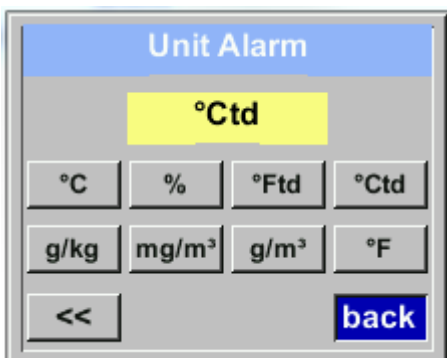 Unit Alarm
°Ctd
°C % °Ftd °Ctd
g/kg mg/m³ g/m³ °F
<< back